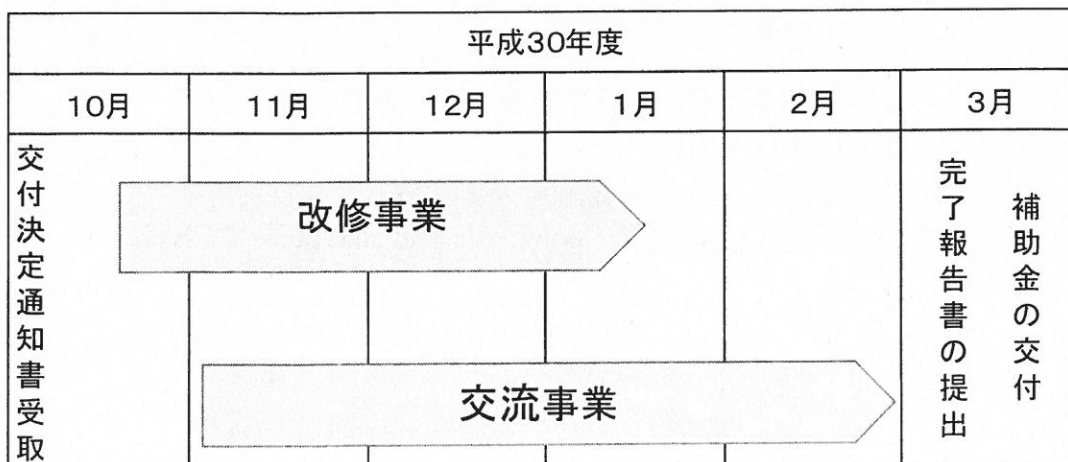 平成30年度
10月
11月
12月
1月
2月
3月
交付決定通知書受取
改修事業
交流事業
完了報告書の提出
補助金の交付